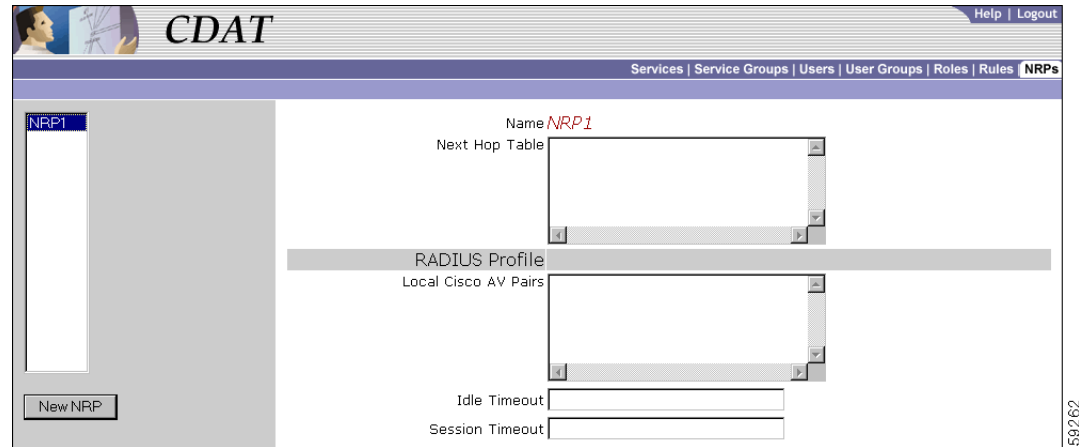 CDAT
Help | Logout
Services | Service Groups | Users | User Groups | Roles | Rules | NRPs
NRP1
New NRP
Name NRP1
Next Hop Table
RADIUS Profile
Local Cisco AV Pairs
Idle Timeout
Session Timeout
59262